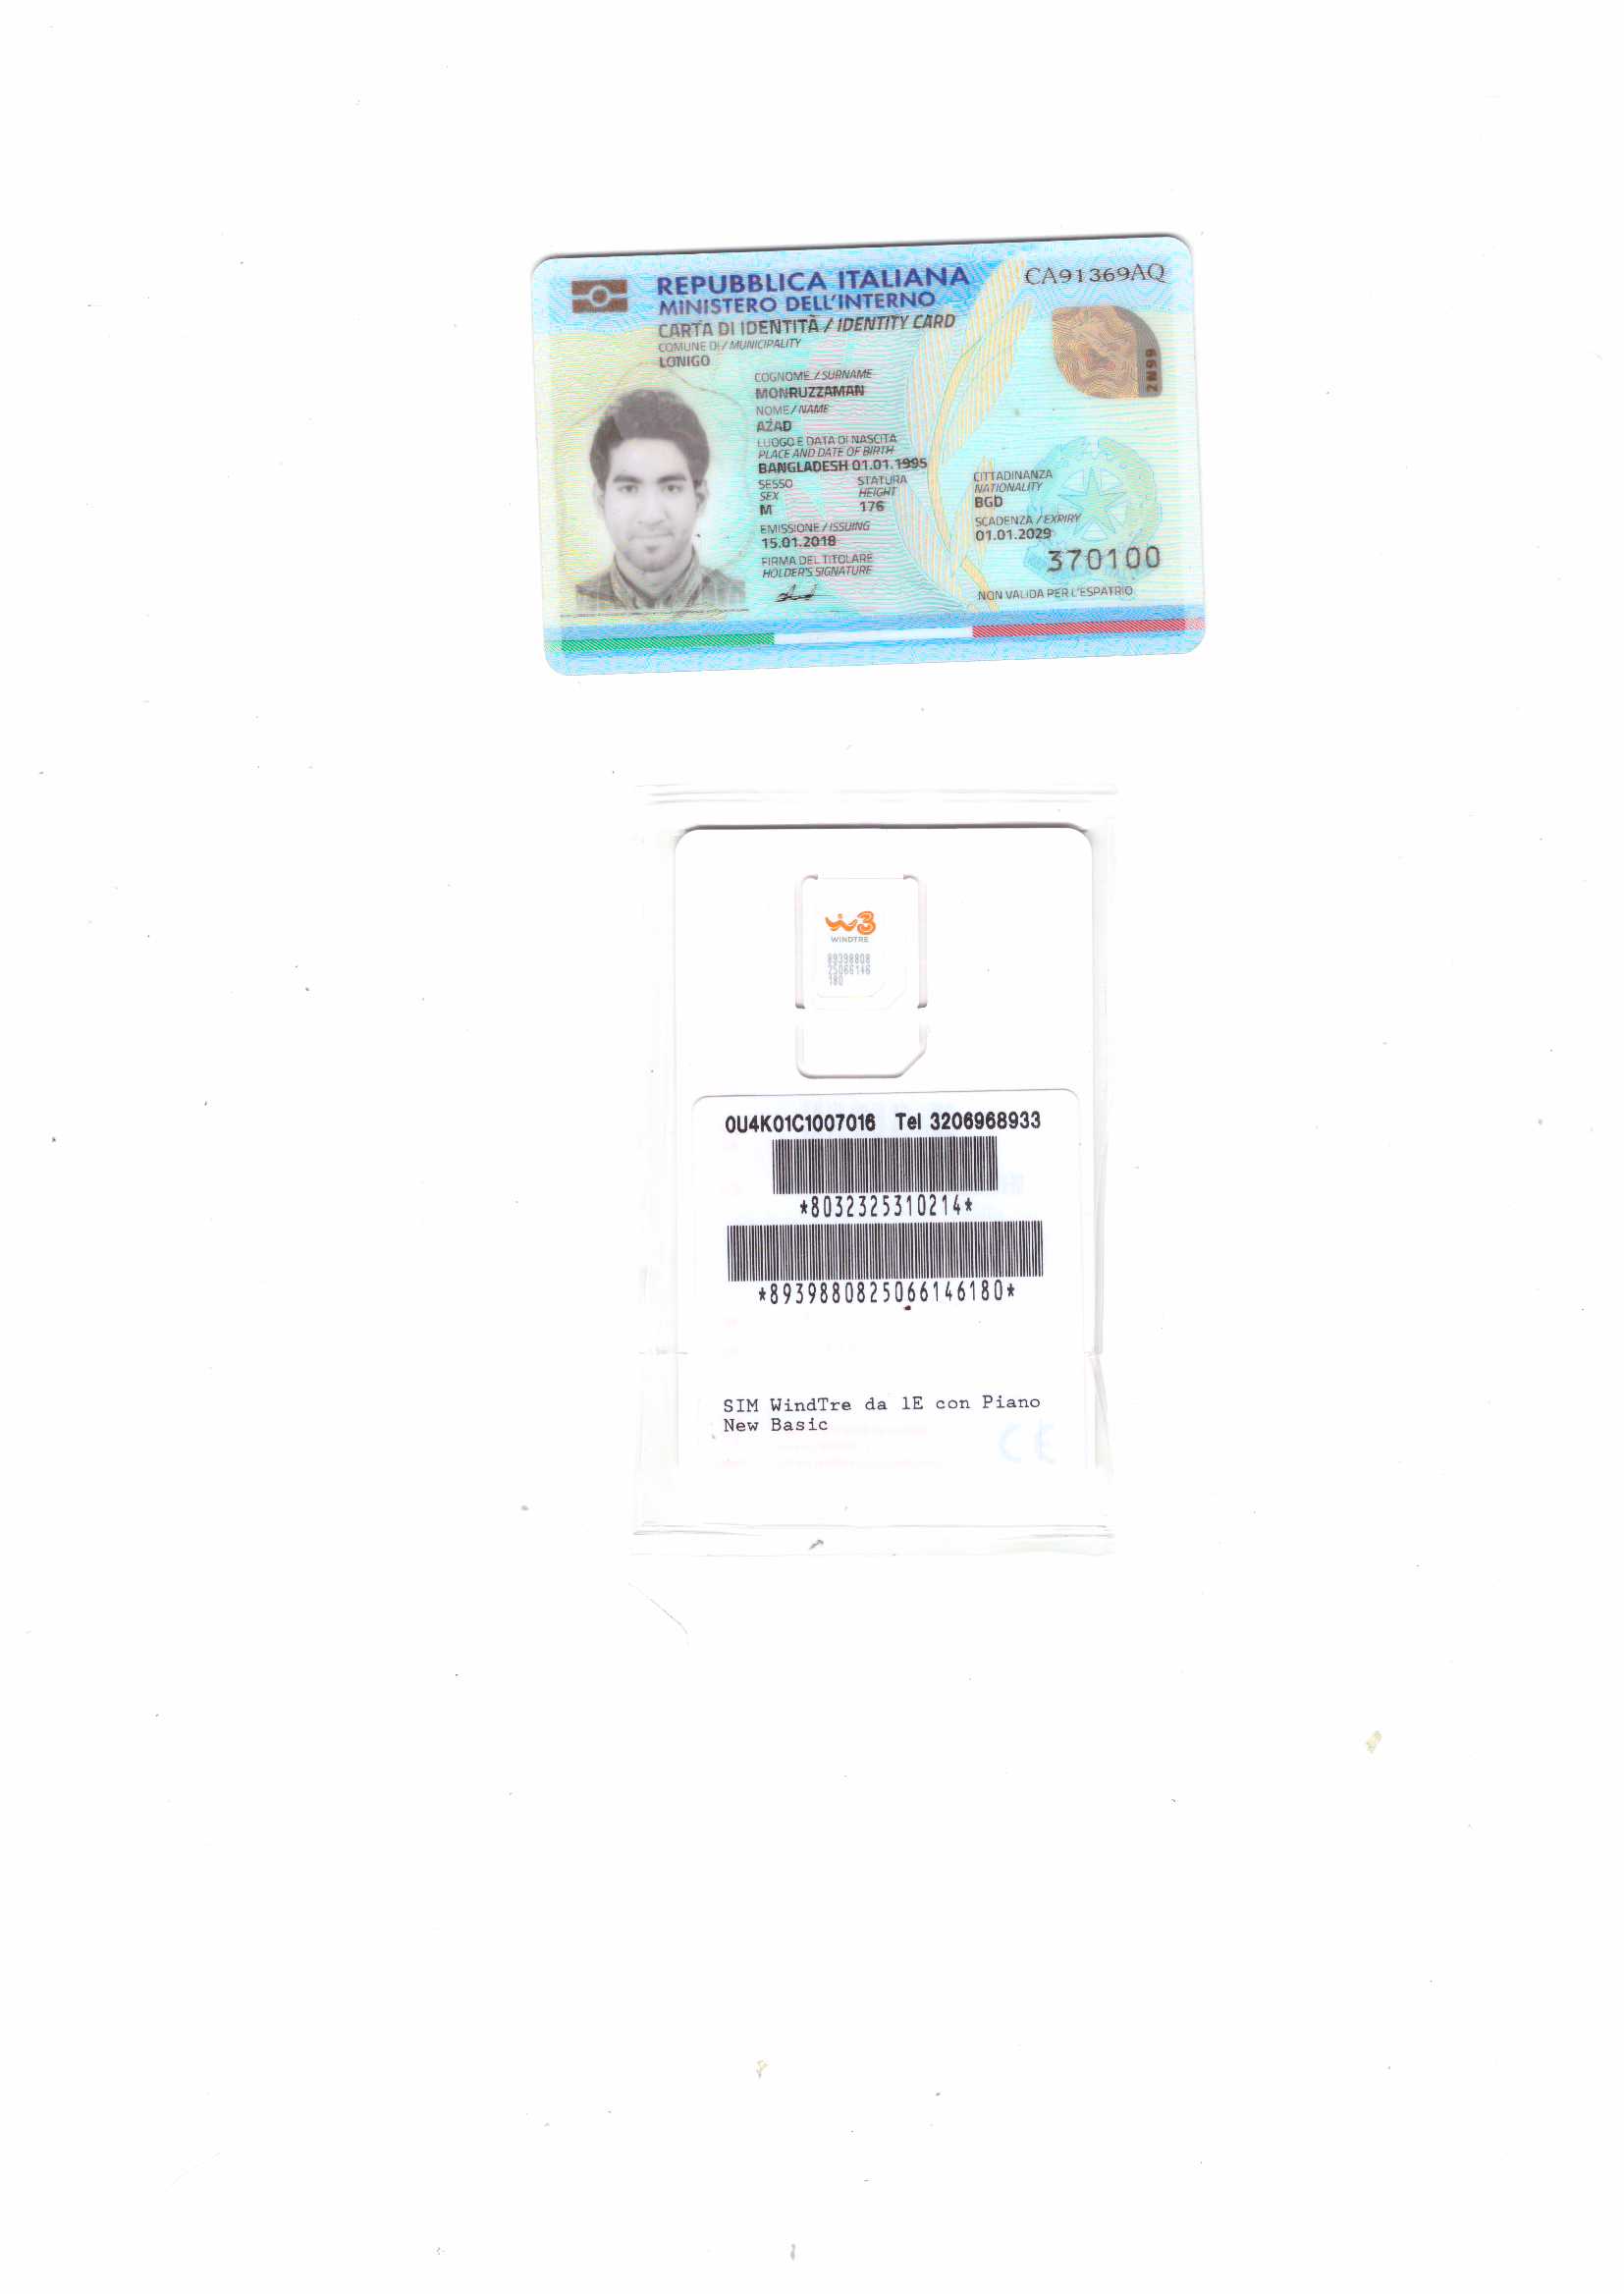 REPUBBLICA ITALIANA
CA91369AQ
MINISTERO DELL'INTERNO
CARTA DI IDENTITÀ / IDENTITY CARD
COMUNE DI / MUNICIPALITY
LONIGO
2N99
COGNOME / SURNAME
MONRUZZAMAN
NOME / NAME
AZAD
LUOGO E DATA DI NASCITA
PLACE AND DATE OF BIRTH
BANGLADESH 01.01.1995
SESSO STATURA
SEX HEIGHT
M 176
CITTADINANZA
NATIONALITY
BGD
EMISSIONE / ISSUING
15.01.2018
SCADENZA / EXPIRY
01.01.2029
FIRMA DEL TITOLARE
HOLDER'S SIGNATURE
370100
NON VALIDA PER L'ESPATRIO
W3
WINDTRE
89398808
25066146
180
0U4K01C1007016 Tel 3206968933
*8032325310214*
*8939880825066146180*
SIM WindTre da 1E con Piano
New Basic
CE